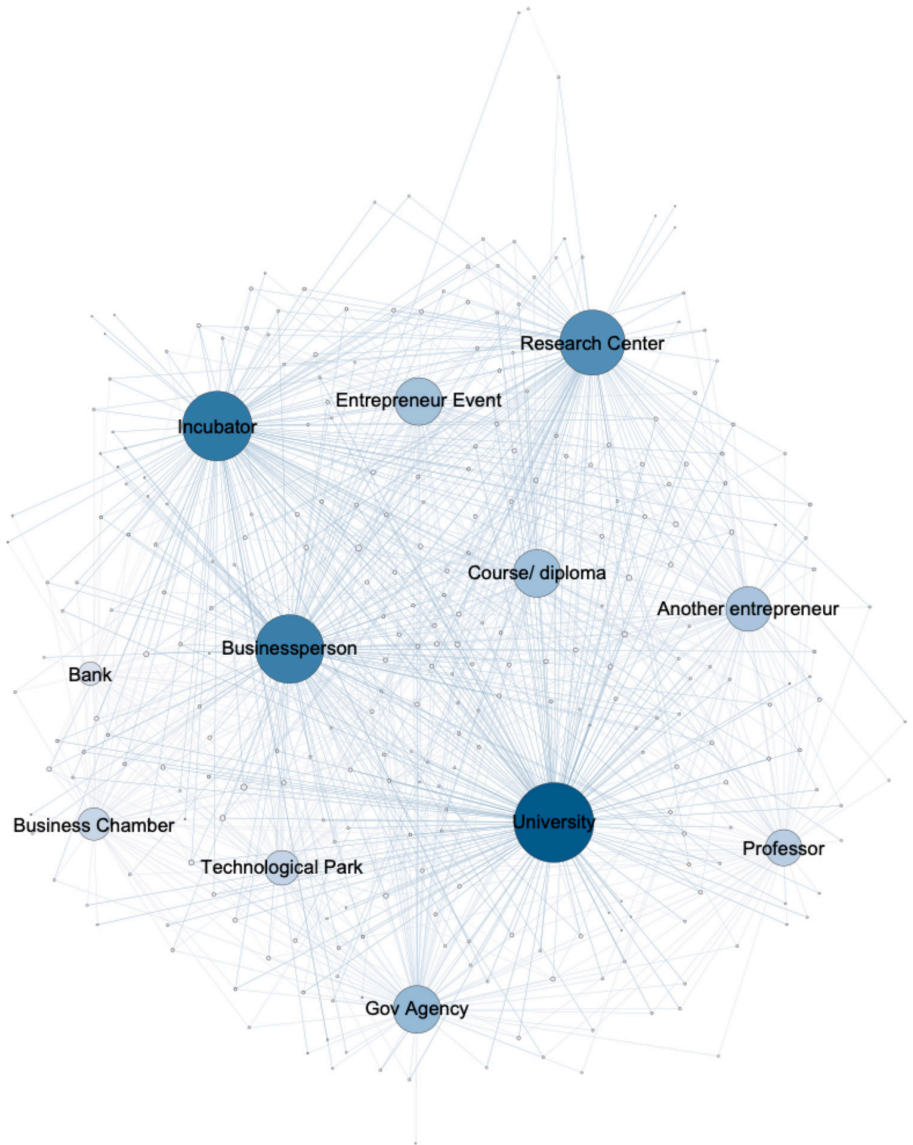 Research Center
Entrepreneur Event
Incubator
Course/ diploma
Another entrepreneur
Businessperson
Bank
University
Business Chamber
Professor
Technological Park
Gov Agency